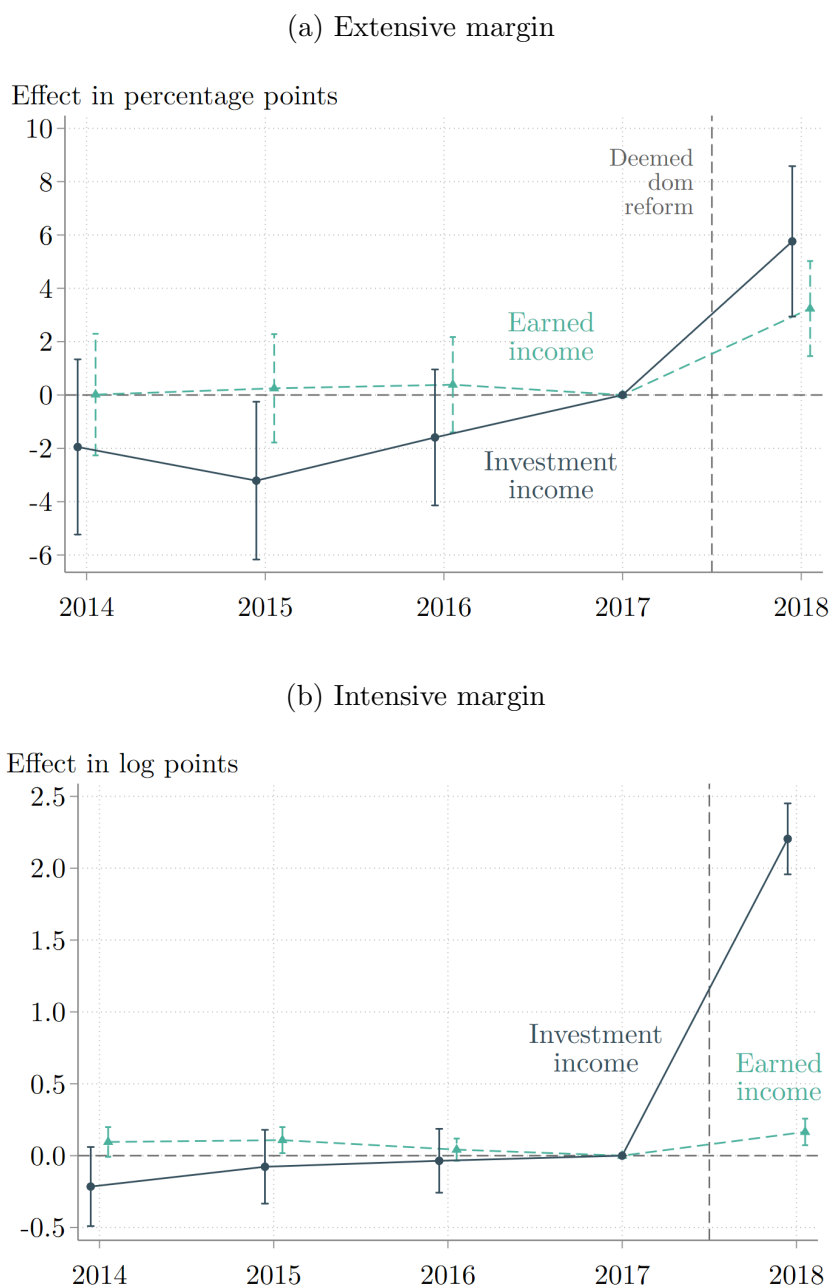 (a) Extensive margin
Effect in percentage points
10
8
6
4
2
0
-2
-4
-6
Deemed
dom
reform
Earned
income
Investment
income
2014 2015 2016 2017 2018
(b) Intensive margin
Effect in log points
2.5
2.0
1.5
1.0
0.5
0.0
-0.5
Investment
income
Earned
income
2014 2015 2016 2017 2018